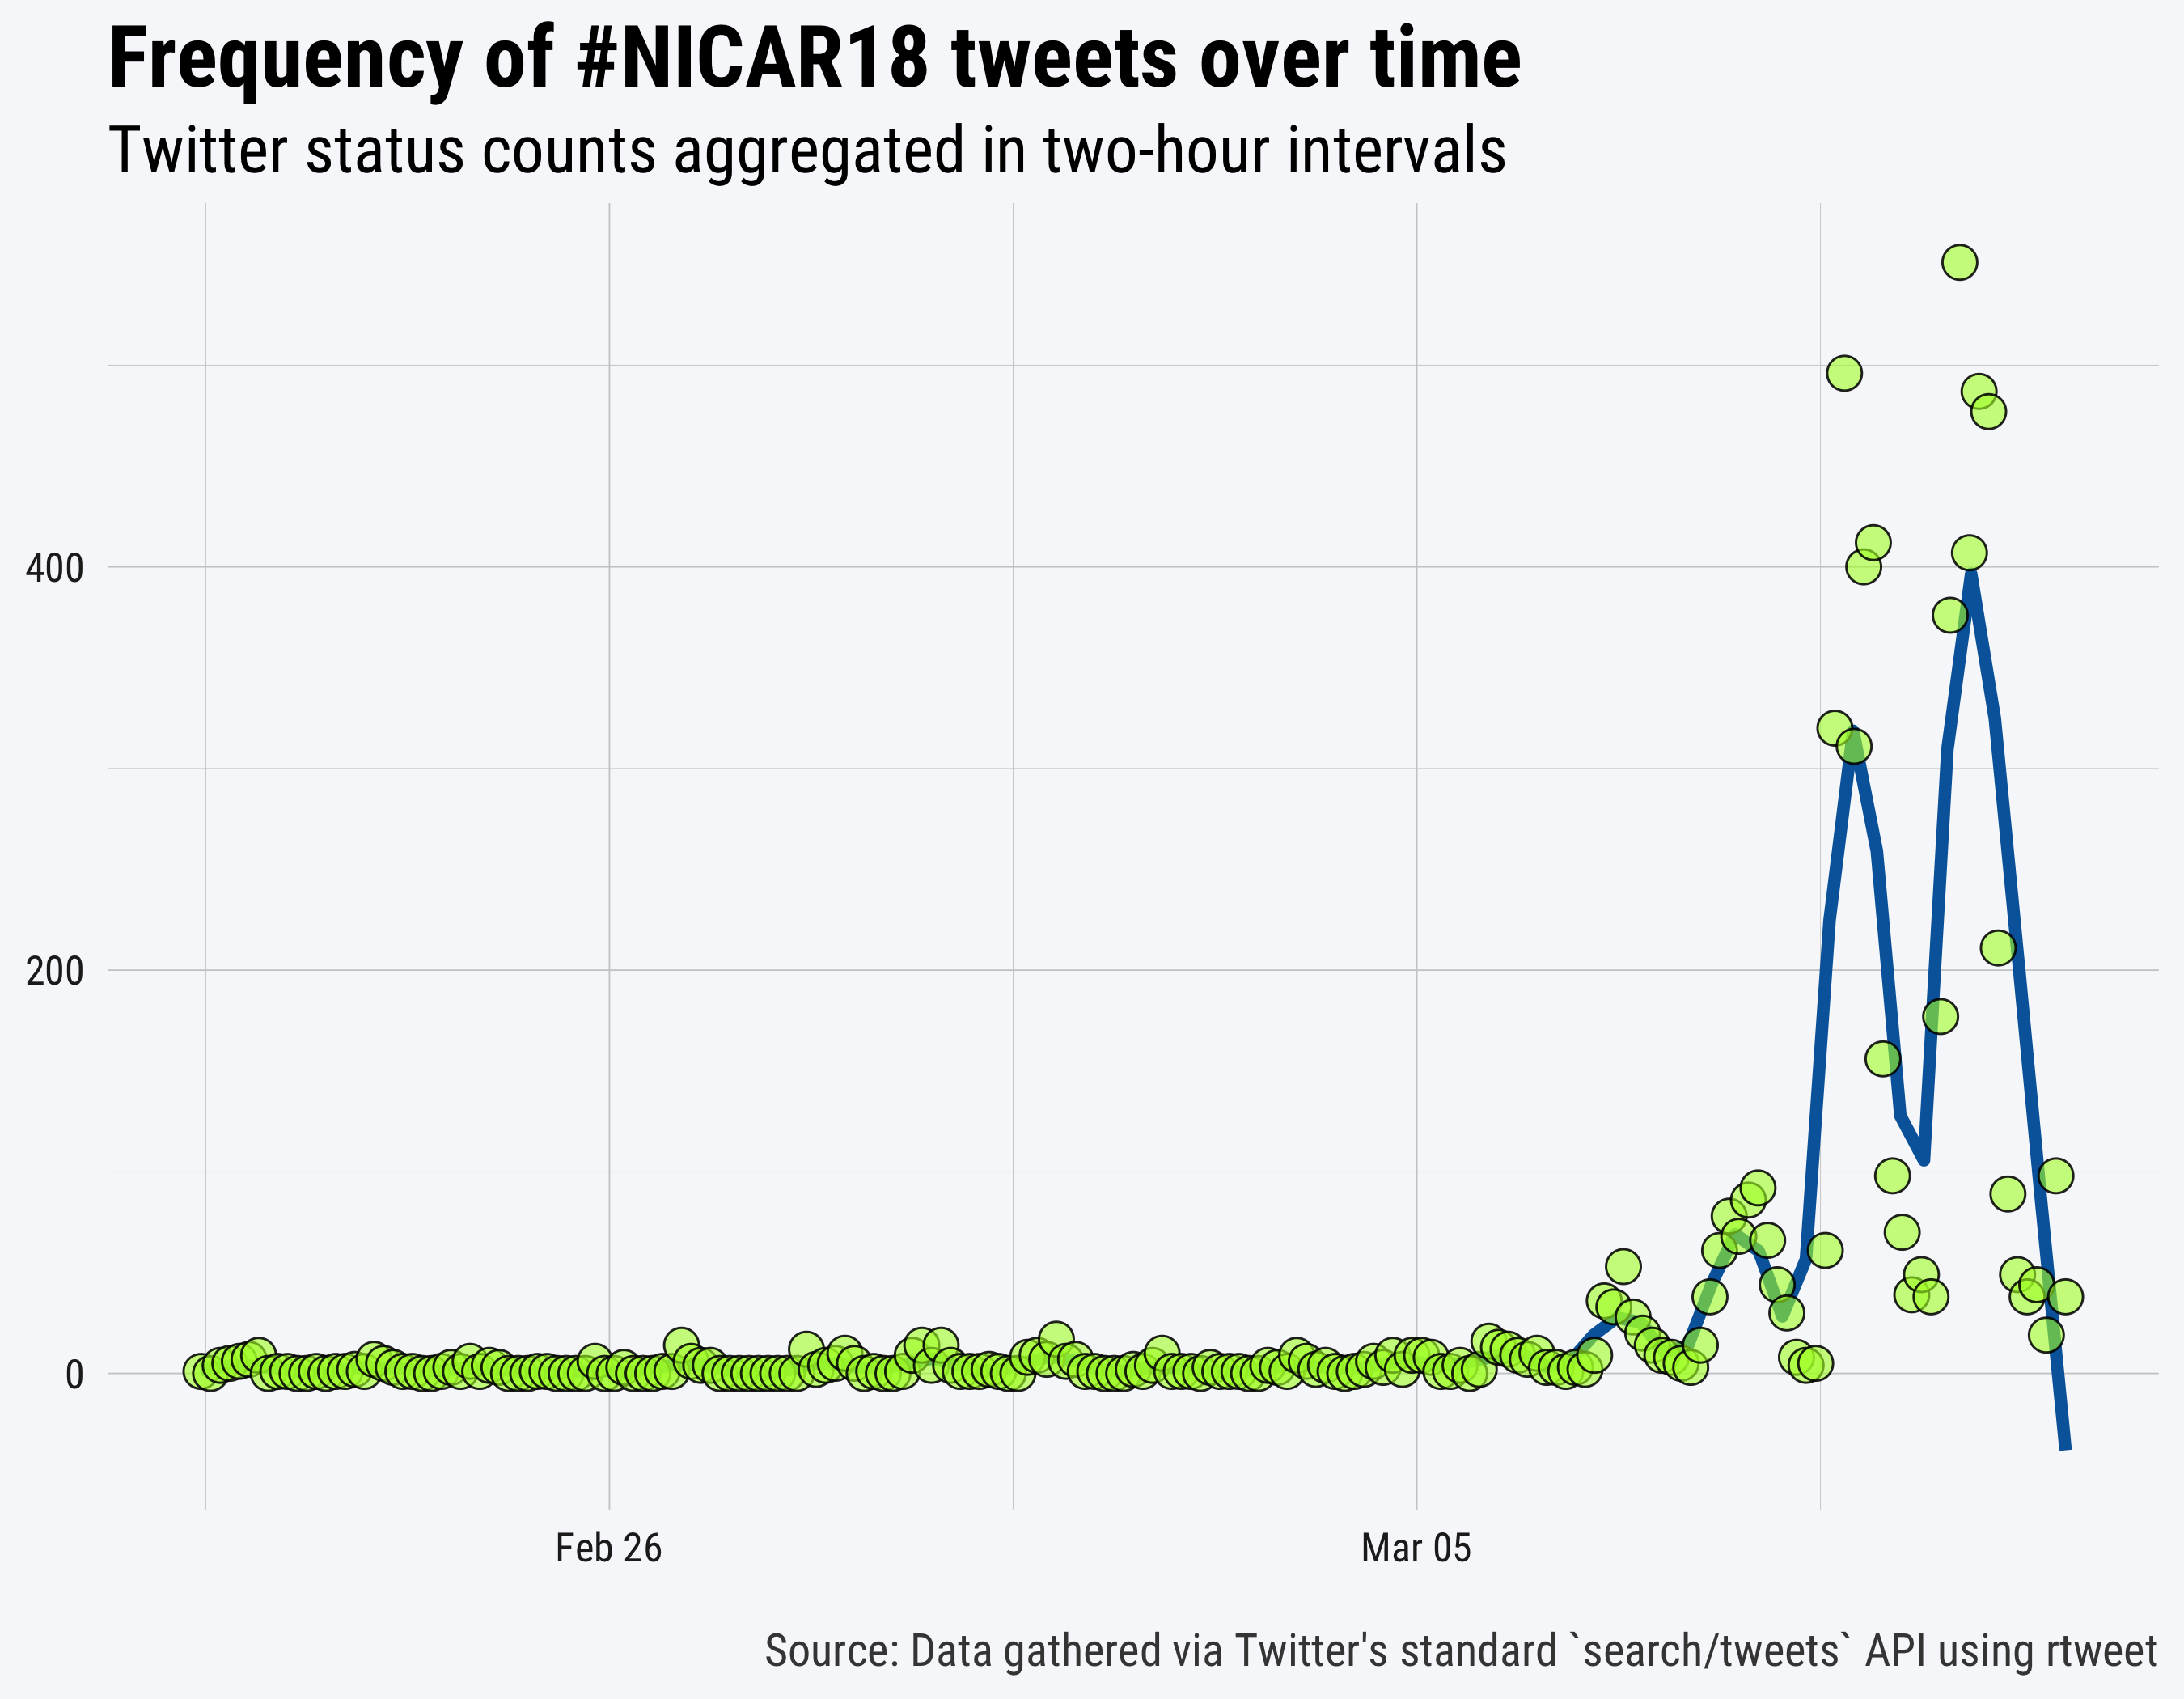 Frequency of #NICAR18 tweets over time
Twitter status counts aggregated in two-hour intervals
400
200
0
Feb 26
Mar 05
Source: Data gathered via Twitter's standard `search/tweets` API using rtweet